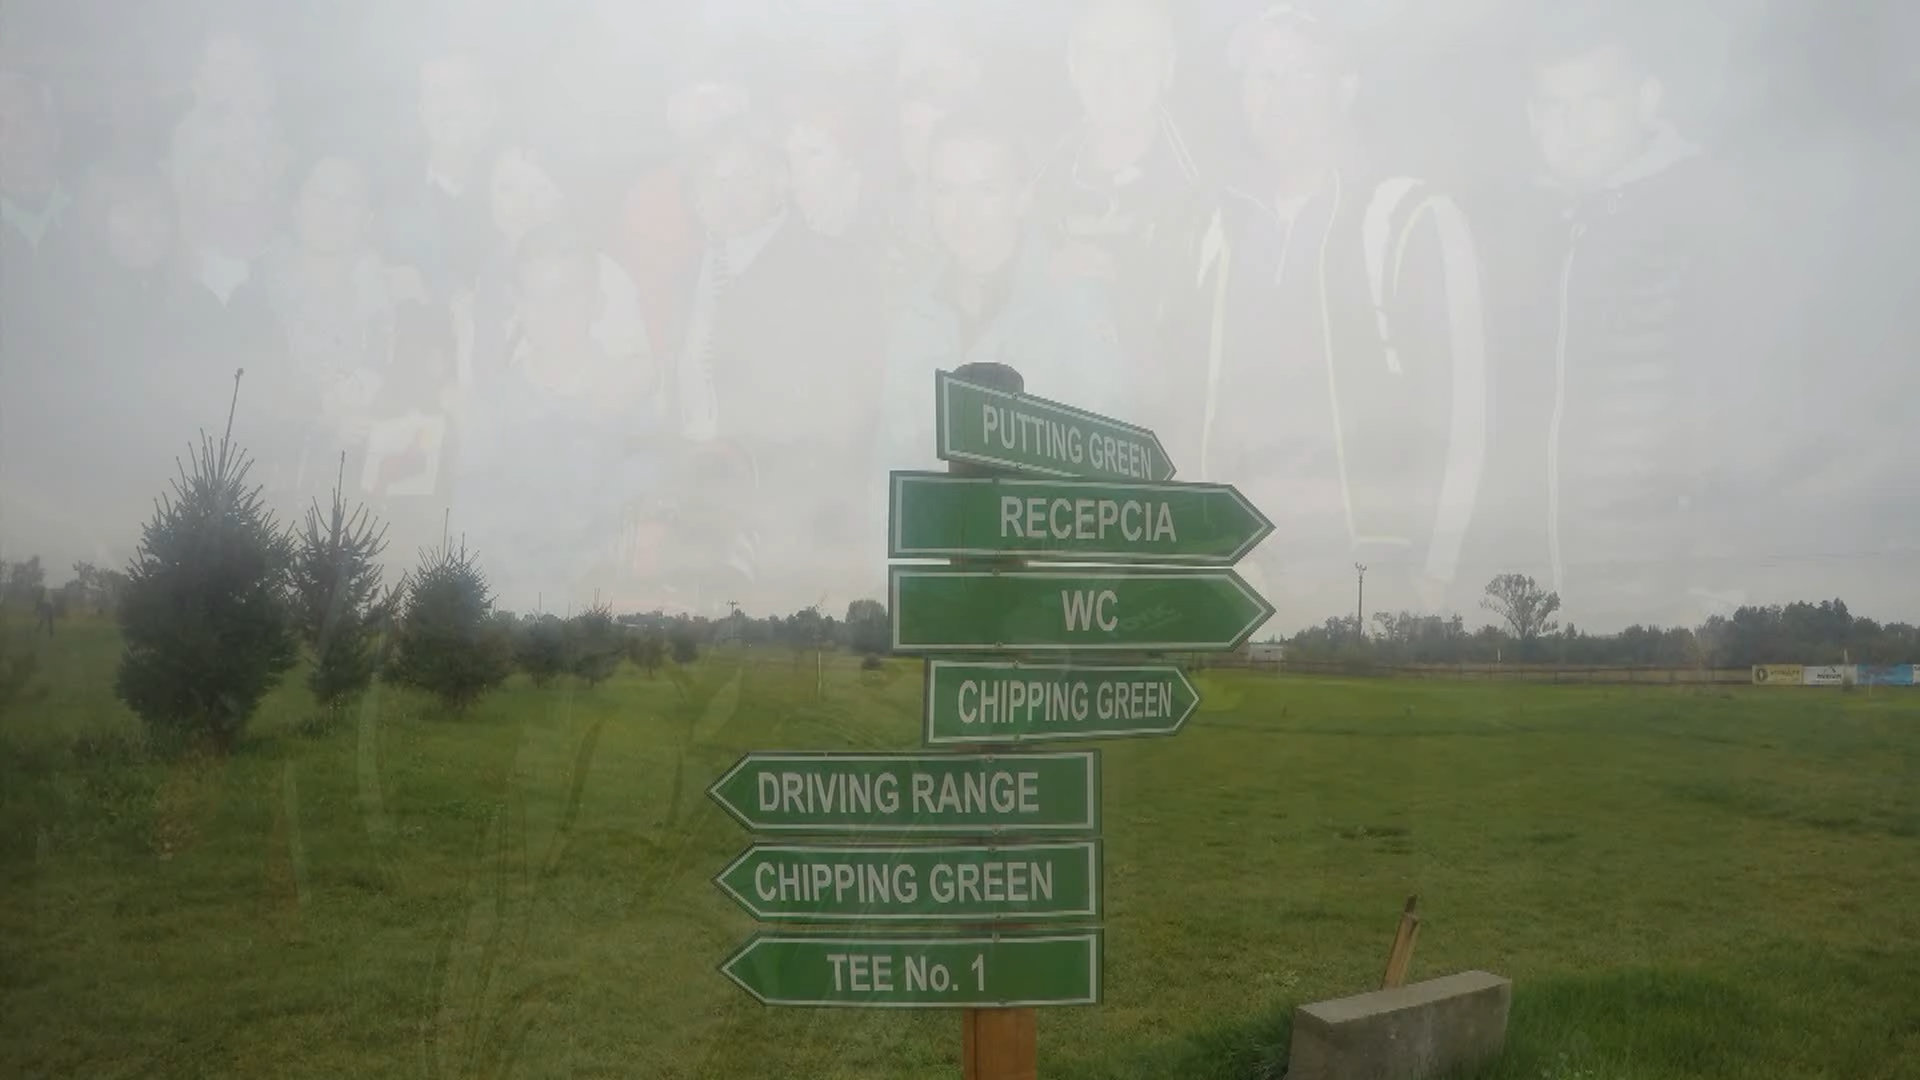 PUTTING GREEN
RECEPCIA
WC
CHIPPING GREEN
DRIVING RANGE
CHIPPING GREEN
TEE No. 1